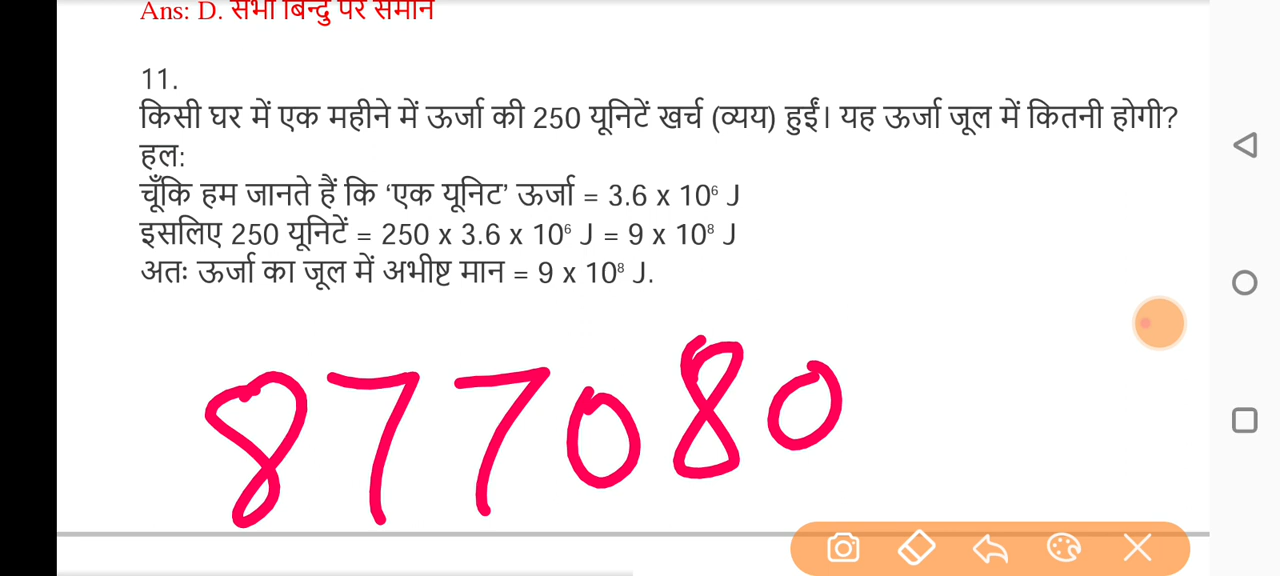 Ans: D. सभी बिन्दु पर समान
11.
किसी घर में एक महीने में ऊर्जा की 250 यूनिटें खर्च (व्यय) हुईं। यह ऊर्जा जूल में कितनी होगी?
हल:
चूँकि हम जानते हैं कि ‘एक यूनिट’ ऊर्जा = 3.6 x 10⁶ J
इसलिए 250 यूनिटें = 250 x 3.6 x 10⁶ J = 9 x 10⁸ J
अतः ऊर्जा का जूल में अभीष्ट मान = 9 x 10⁸ J.
877080